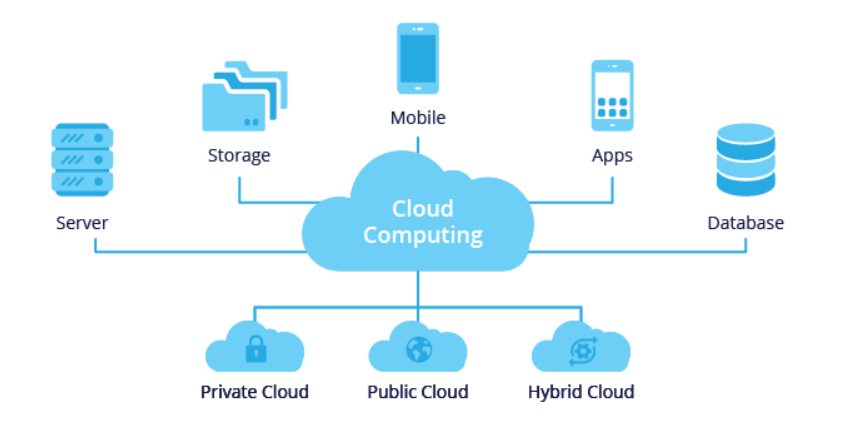 Mobile
Storage
Apps
Server
Database
Cloud
Computing
Private Cloud
Public Cloud
Hybrid Cloud